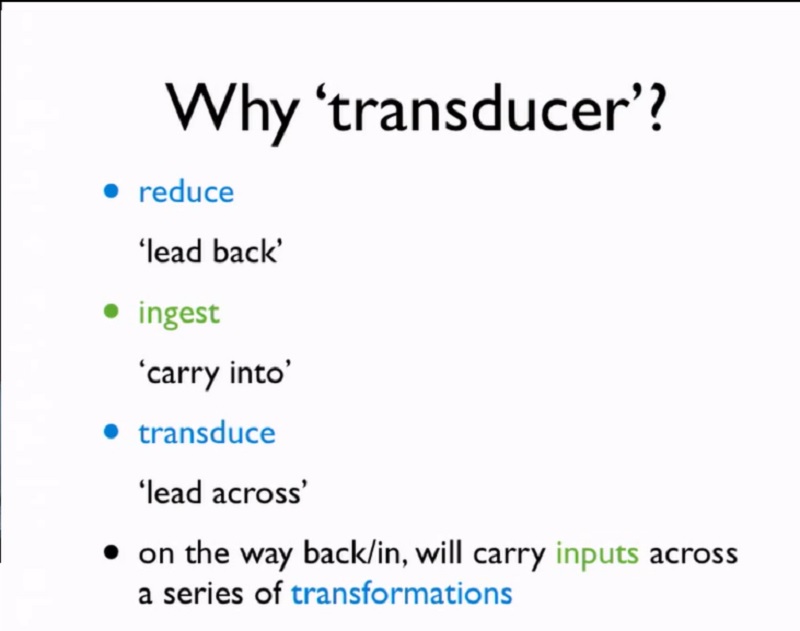 Why ‘transducer’?
• reduce
‘lead back’
• ingest
‘carry into’
• transduce
‘lead across’
• on the way back/in, will carry inputs across
a series of transformations